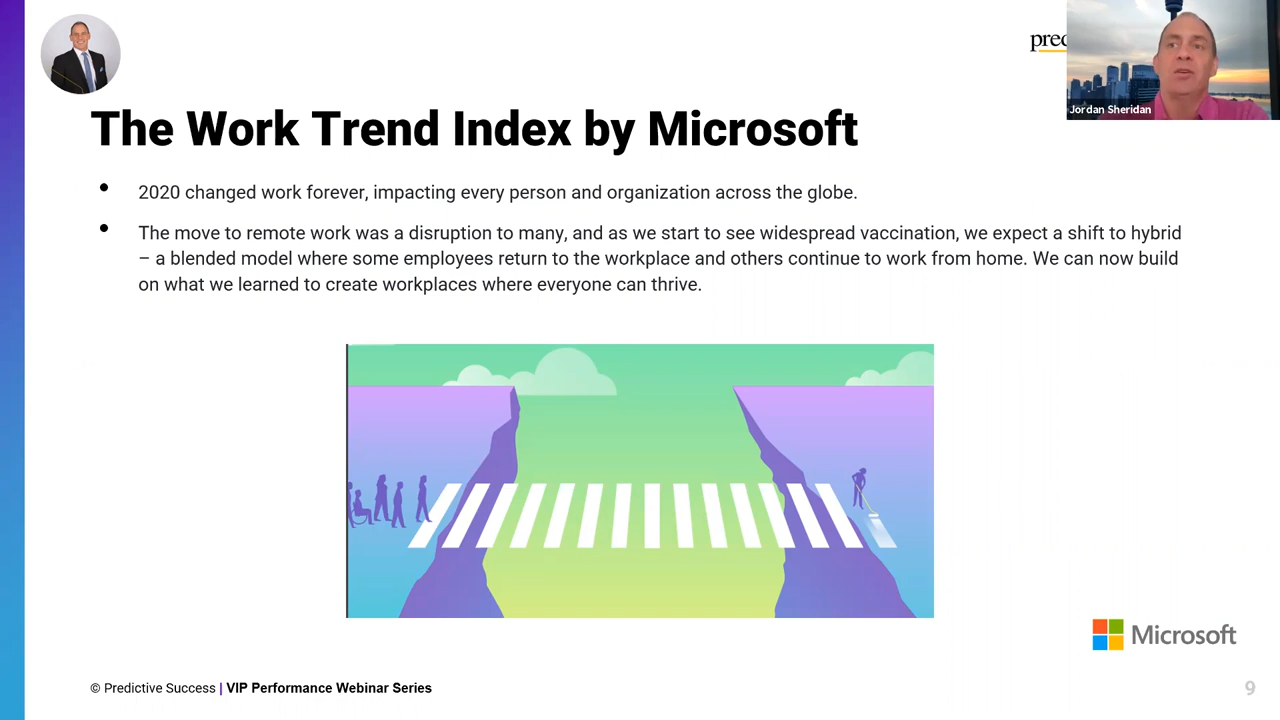 prec
Jordan Sheridan
The Work Trend Index by Microsoft
• 2020 changed work forever, impacting every person and organization across the globe.
• The move to remote work was a disruption to many, and as we start to see widespread vaccination, we expect a shift to hybrid
– a blended model where some employees return to the workplace and others continue to work from home. We can now build
on what we learned to create workplaces where everyone can thrive.
Microsoft
© Predictive Success | VIP Performance Webinar Series
9